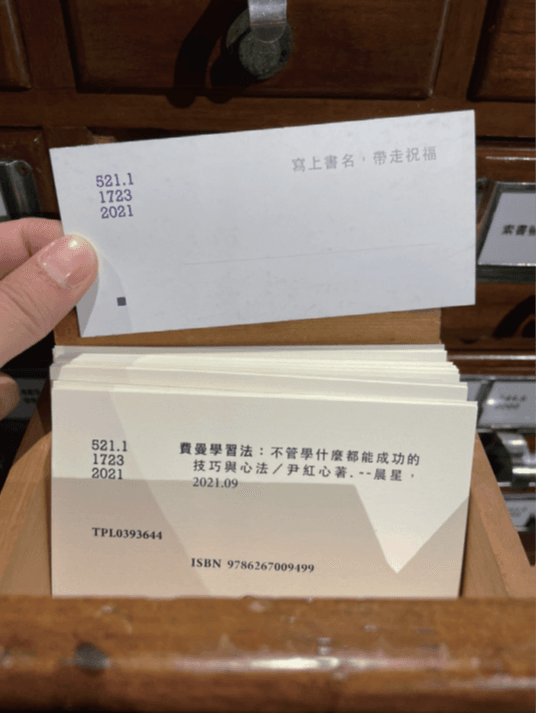 寫上書名，帶走祝福
521.1
1723
2021
索書
521.1
1723
2021
費曼學習法：不管學什麼都能成功的
技巧與心法／尹紅心著. --晨星，
2021.09
TPL0393644
ISBN 9786267009499